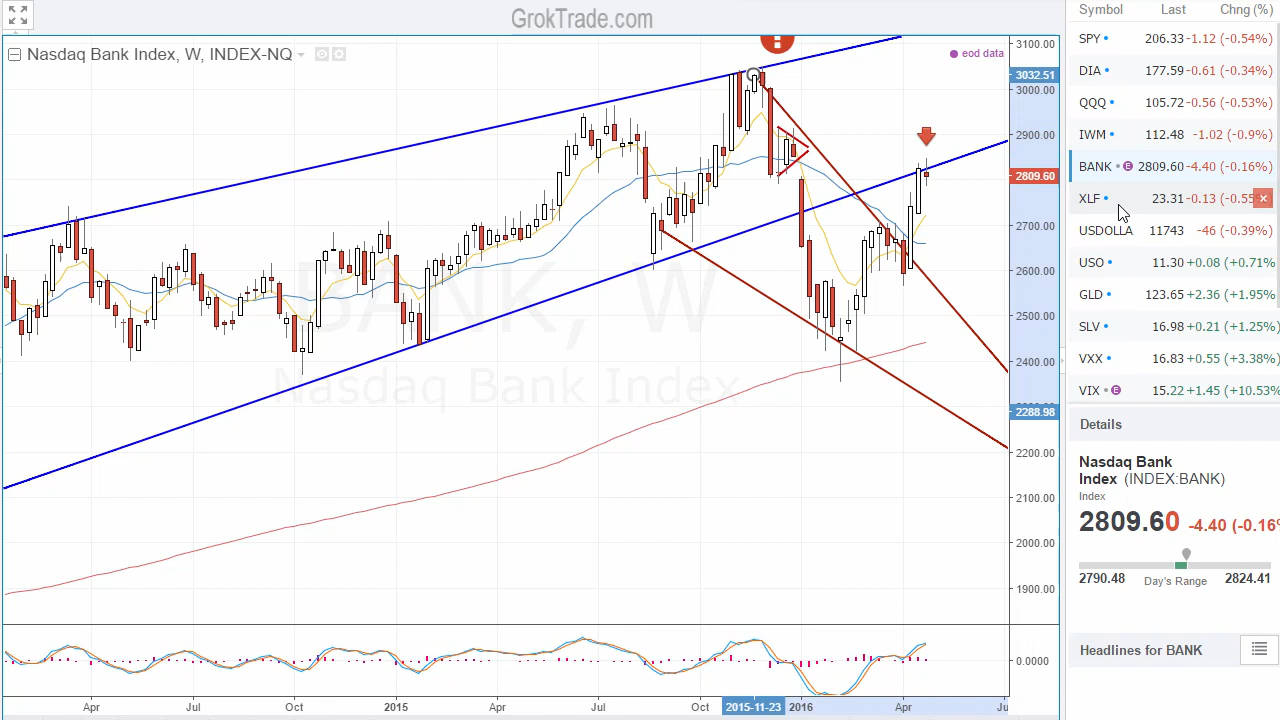 GrokTrade.com
Nasdaq Bank Index, W, INDEX-NQ
eod data
BANK, W
Nasdaq Bank Index
3100.00
3032.51
3000.00
2900.00
2809.60
2700.00
2600.00
2500.00
2400.00
2288.98
2200.00
2100.00
2000.00
1900.00
0.0000
Apr Jul Oct 2015 Apr Jul Oct 2015-11-23 2016 Apr Ju
Symbol Last Chng (%)
SPY 206.33 -1.12 (-0.54%)
DIA 177.59 -0.61 (-0.34%)
QQQ 105.72 -0.56 (-0.53%)
IWM 112.48 -1.02 (-0.9%)
BANK E 2809.60 -4.40 (-0.16%)
XLF 23.31 -0.13 (-0.55
USDOLLA 11743 -46 (-0.39%)
USO 11.30 +0.08 (+0.71%
GLD 123.65 +2.36 (+1.95%
SLV 16.98 +0.21 (+1.25%)
VXX 16.83 +0.55 (+3.38%)
VIX E 15.22 +1.45 (+10.53%
Details
Nasdaq Bank
Index (INDEX:BANK)
Index
2809.60 -4.40 (-0.16%
2790.48 Day's Range 2824.41
Headlines for BANK